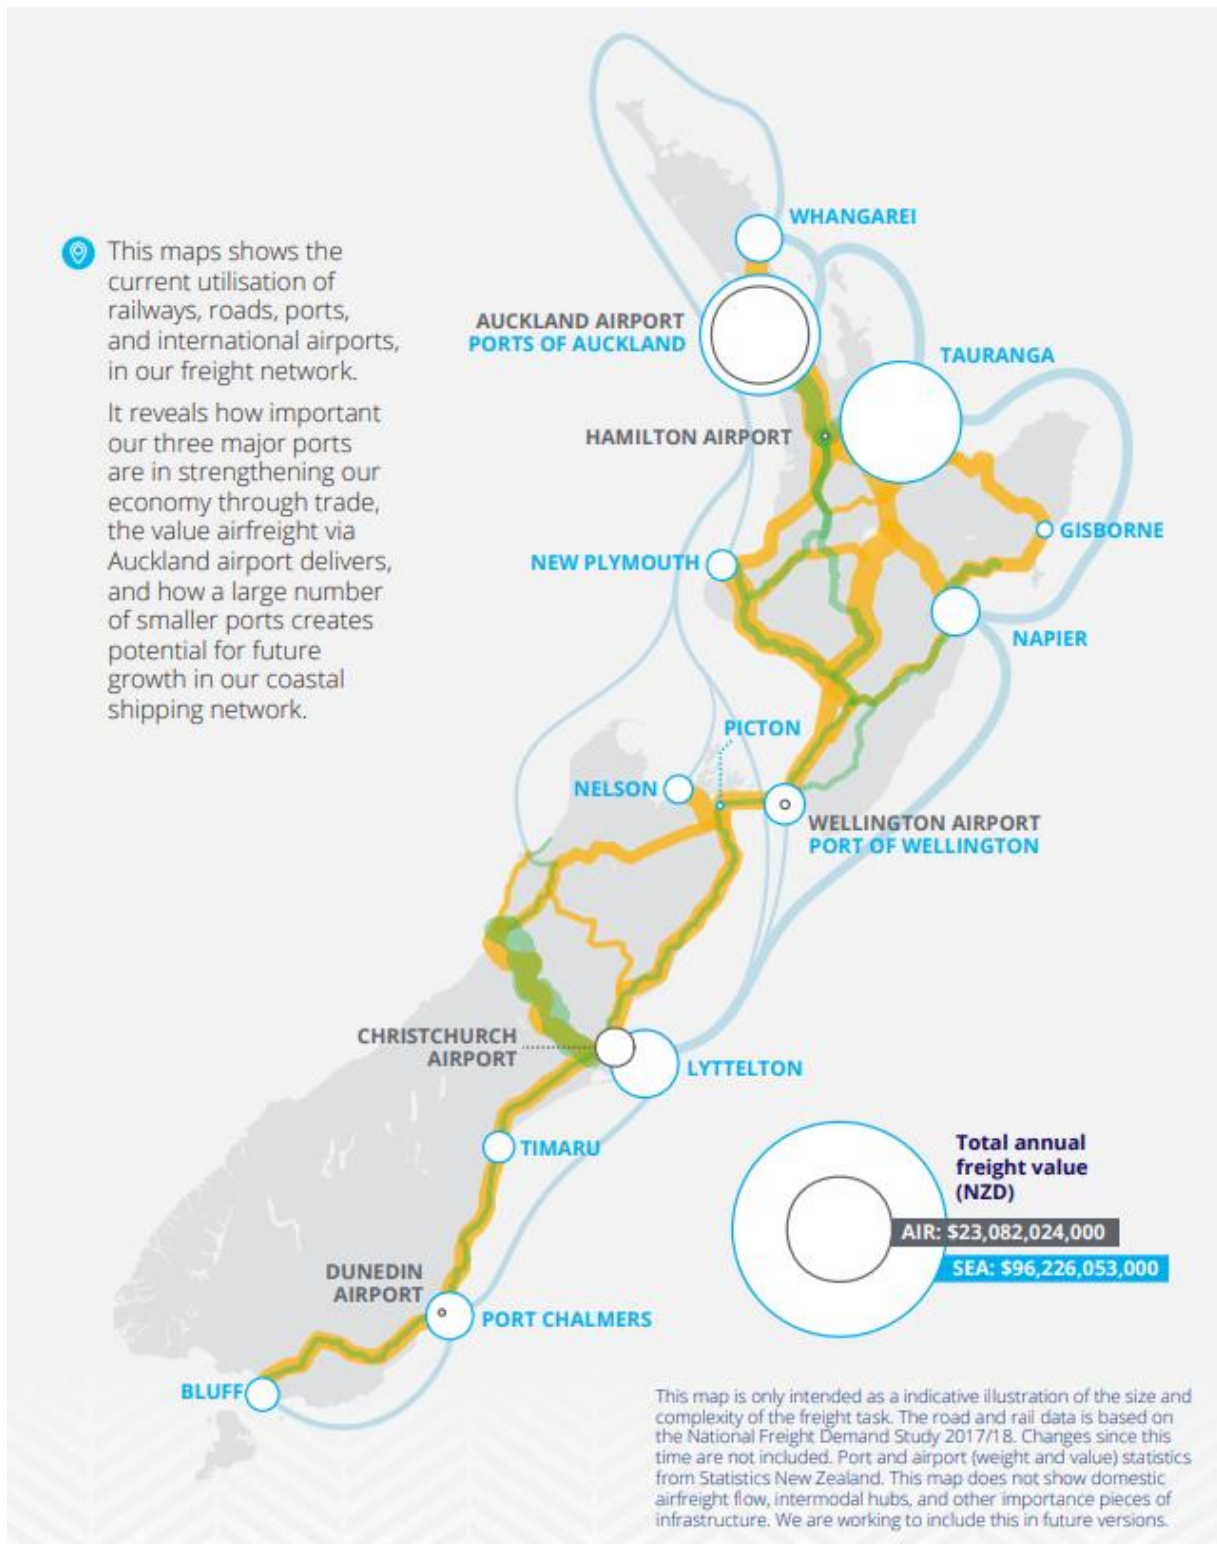 This maps shows the
current utilisation of
railways, roads, ports,
and international airports,
in our freight network.
It reveals how important
our three major ports
are in strengthening our
economy through trade,
the value airfreight via
Auckland airport delivers,
and how a large number
of smaller ports creates
potential for future
growth in our coastal
shipping network.
WHANGAREI
AUCKLAND AIRPORT
PORTS OF AUCKLAND
TAURANGA
HAMILTON AIRPORT
GISBORNE
NEW PLYMOUTH
NAPIER
PICTON
NELSON
WELLINGTON AIRPORT
PORT OF WELLINGTON
CHRISTCHURCH
AIRPORT
LYTTELTON
TIMARU
DUNEDIN
AIRPORT
PORT CHALMERS
BLUFF
Total annual
freight value
(NZD)
AIR: $23,082,024,000
SEA: $96,226,053,000
This map is only intended as a indicative illustration of the size and
complexity of the freight task. The road and rail data is based on
the National Freight Demand Study 2017/18. Changes since this
time are not included. Port and airport (weight and value) statistics
from Statistics New Zealand. This map does not show domestic
airfreight flow, intermodal hubs, and other importance pieces of
infrastructure. We are working to include this in future versions.